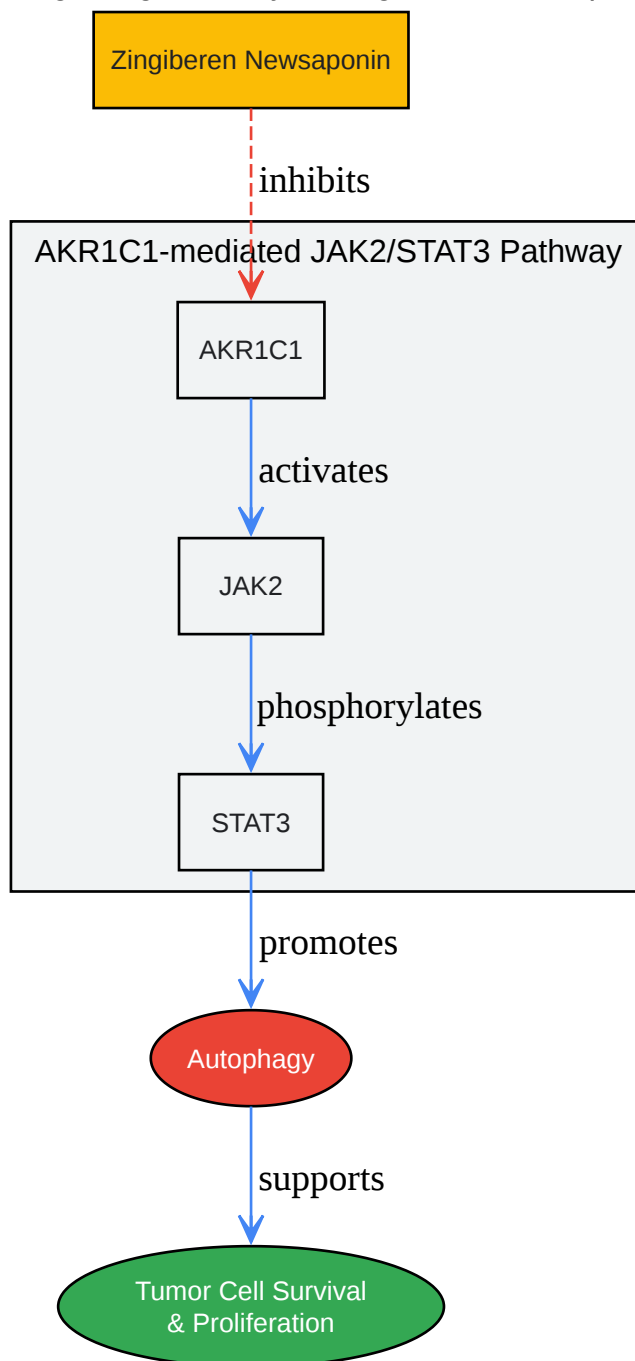 Zingiberen Newsaponin
inhibits
AKR1C1-mediated JAK2/STAT3 Pathway
AKR1C1
activates
JAK2
phosphorylates
STAT3
promotes
Autophagy
supports
Tumor Cell Survival
& Proliferation